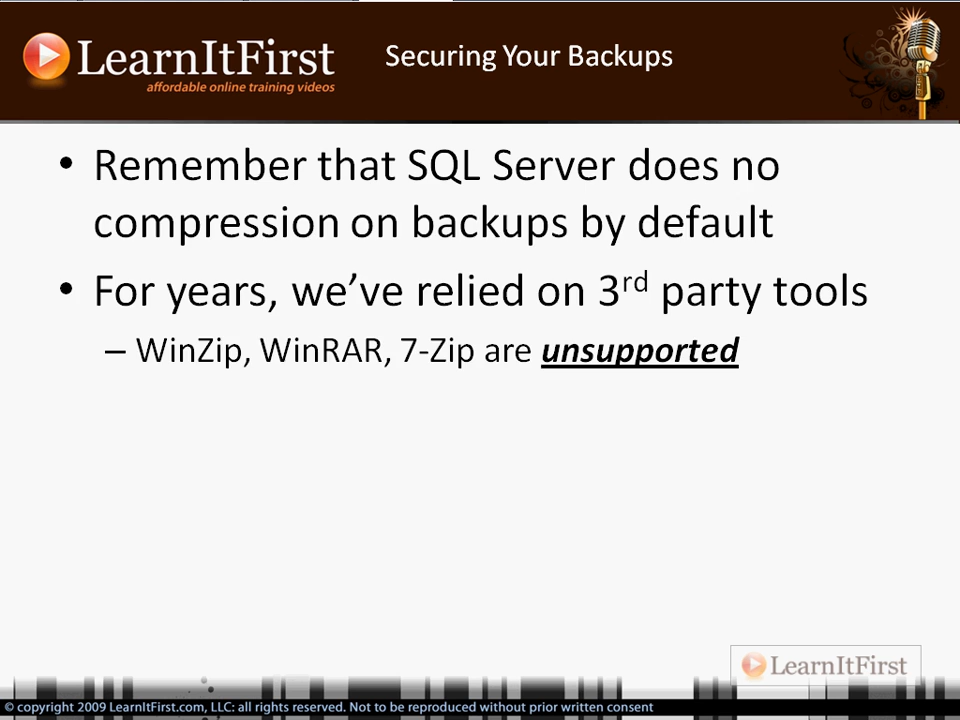 LearnItFirst
affordable online training videos
Securing Your Backups
• Remember that SQL Server does no
compression on backups by default
• For years, we've relied on 3rd party tools
– WinZip, WinRAR, 7-Zip are unsupported
LearnItFirst
© copyright 2009 LearnItFirst.com, LLC: all rights reserved. Not to be reproduced without prior written consent